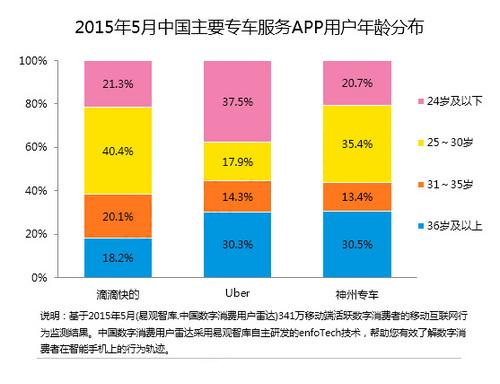 2015年5月中国主要专车服务APP用户年龄分布
100%
80%
60%
40%
20%
0%
21.3%
40.4%
20.1%
18.2%
37.5%
17.9%
14.3%
30.3%
20.7%
35.4%
13.4%
30.5%
24岁及以下
25～30岁
31～35岁
36岁及以上
滴滴快的
Uber
神州专车
说明：基于2015年5月(易观智库.中国数字消费用户雷达)341万移动端活跃数字消费者的移动互联网行
为监测结果。中国数字消费用户雷达采用易观智库自主研发的enfoTech技术，帮助您有效了解数字消
费者在智能手机上的行为轨迹。